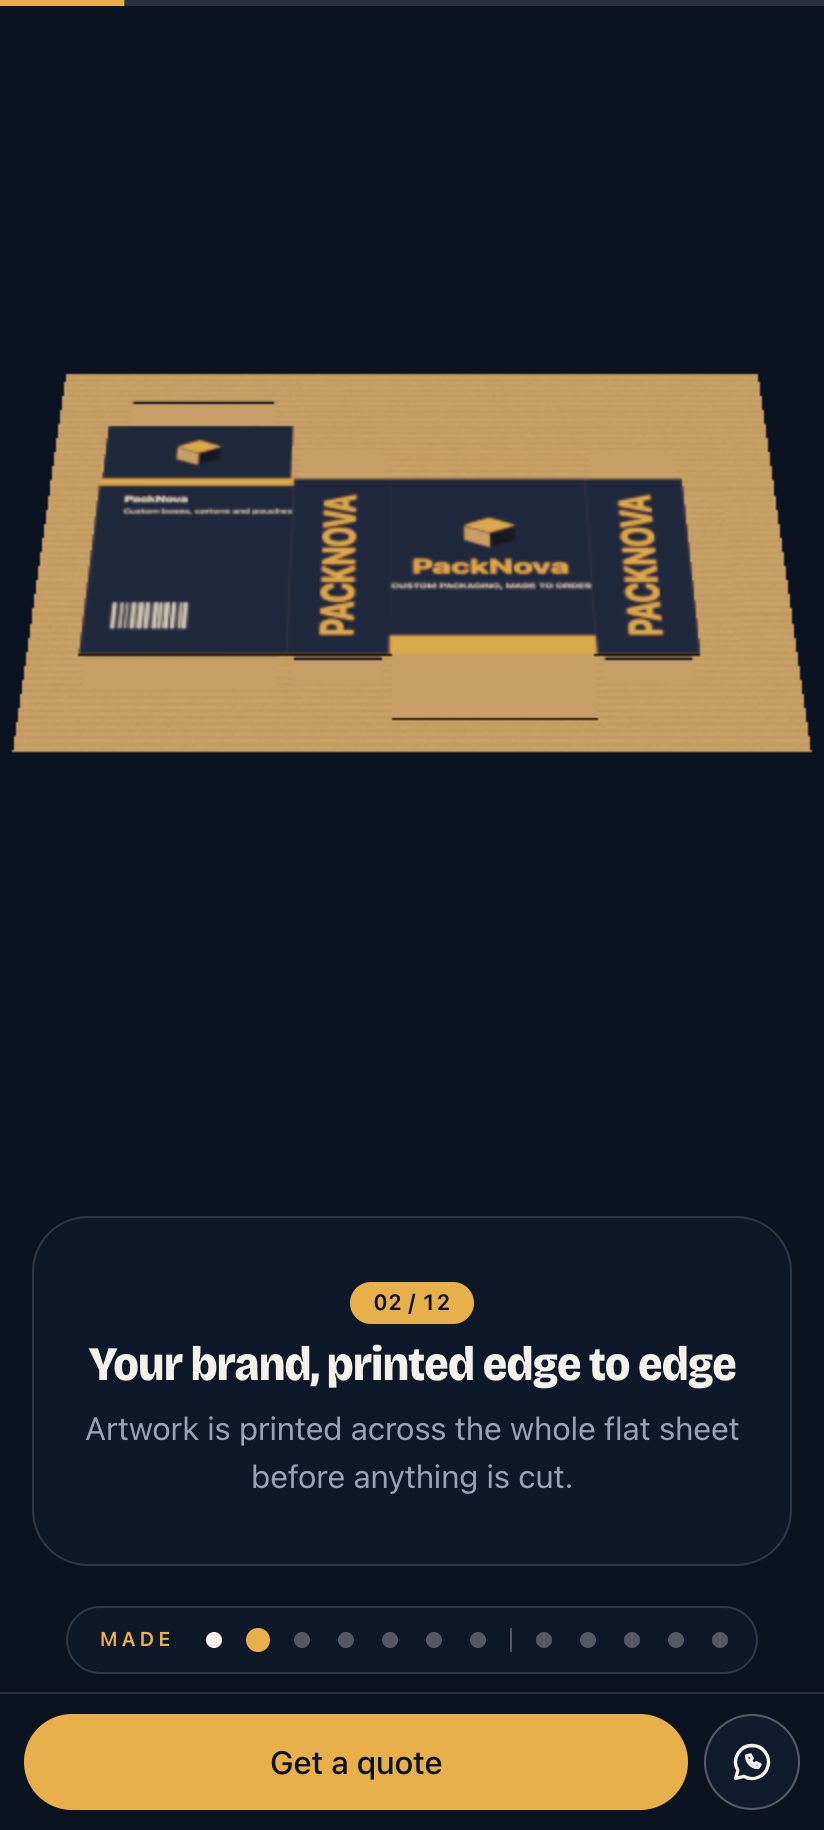 PackNova
Custom boxes, cartons and pouches
PACKNOVA
PackNova
CUSTOM PACKAGING, MADE TO ORDER
PACKNOVA
02 / 12
Your brand, printed edge to edge
Artwork is printed across the whole flat sheet
before anything is cut.
MADE
Get a quote